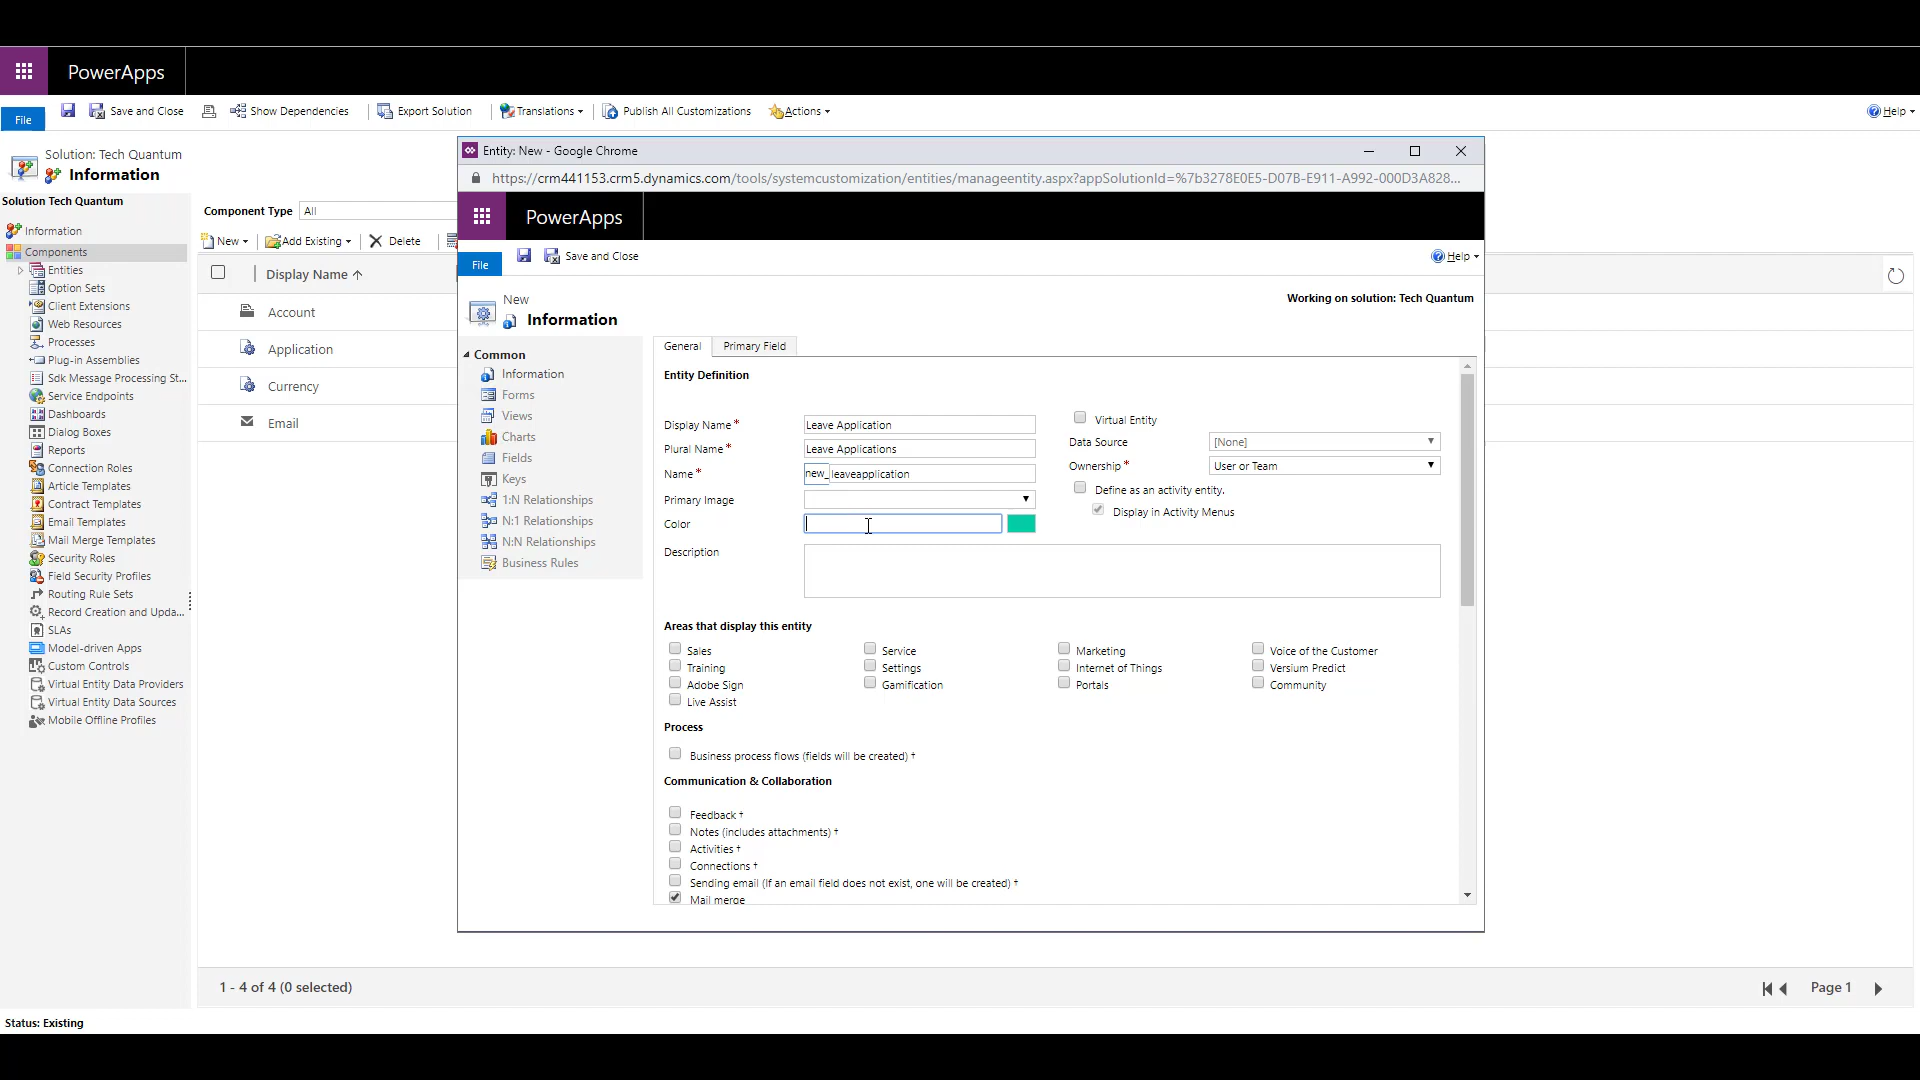 PowerApps
File
Save and Close
Show Dependencies
Export Solution
Translations
Publish All Customizations
Actions
Help
Solution: Tech Quantum
Information
Solution Tech Quantum
Information
Components
Entities
Option Sets
Client Extensions
Web Resources
Processes
Plug-in Assemblies
Sdk Message Processing St...
Service Endpoints
Dashboards
Dialog Boxes
Reports
Connection Roles
Article Templates
Contract Templates
Email Templates
Mail Merge Templates
Security Roles
Field Security Profiles
Routing Rule Sets
Record Creation and Upda...
SLAs
Model-driven Apps
Custom Controls
Virtual Entity Data Providers
Virtual Entity Data Sources
Mobile Offline Profiles
Component Type All
New Add Existing Delete
Display Name
Account
Application
Currency
Email
Entity: New - Google Chrome
https://crm441153.crm5.dynamics.com/tools/systemcustomization/entities/manageentity.aspx?appSolutionId=%7b3278E0E5-D07B-E911-A992-000D3A828...
PowerApps
File
Save and Close
Help
New
Information
Working on solution: Tech Quantum
Common
Information
Forms
Views
Charts
Fields
Keys
1:N Relationships
N:1 Relationships
N:N Relationships
Business Rules
General Primary Field
Entity Definition
Display Name * Leave Application
Plural Name * Leave Applications
Name * new_ leaveapplication
Primary Image
Color
Description
Virtual Entity
Data Source [None]
Ownership * User or Team
Define as an activity entity.
Display in Activity Menus
Areas that display this entity
Sales Service Marketing Voice of the Customer
Training Settings Internet of Things Versium Predict
Adobe Sign Gamification Portals Community
Live Assist
Process
Business process flows (fields will be created) †
Communication & Collaboration
Feedback †
Notes (includes attachments) †
Activities †
Connections †
Sending email (If an email field does not exist, one will be created) †
Mail merge
1 - 4 of 4 (0 selected)
Page 1
Status: Existing